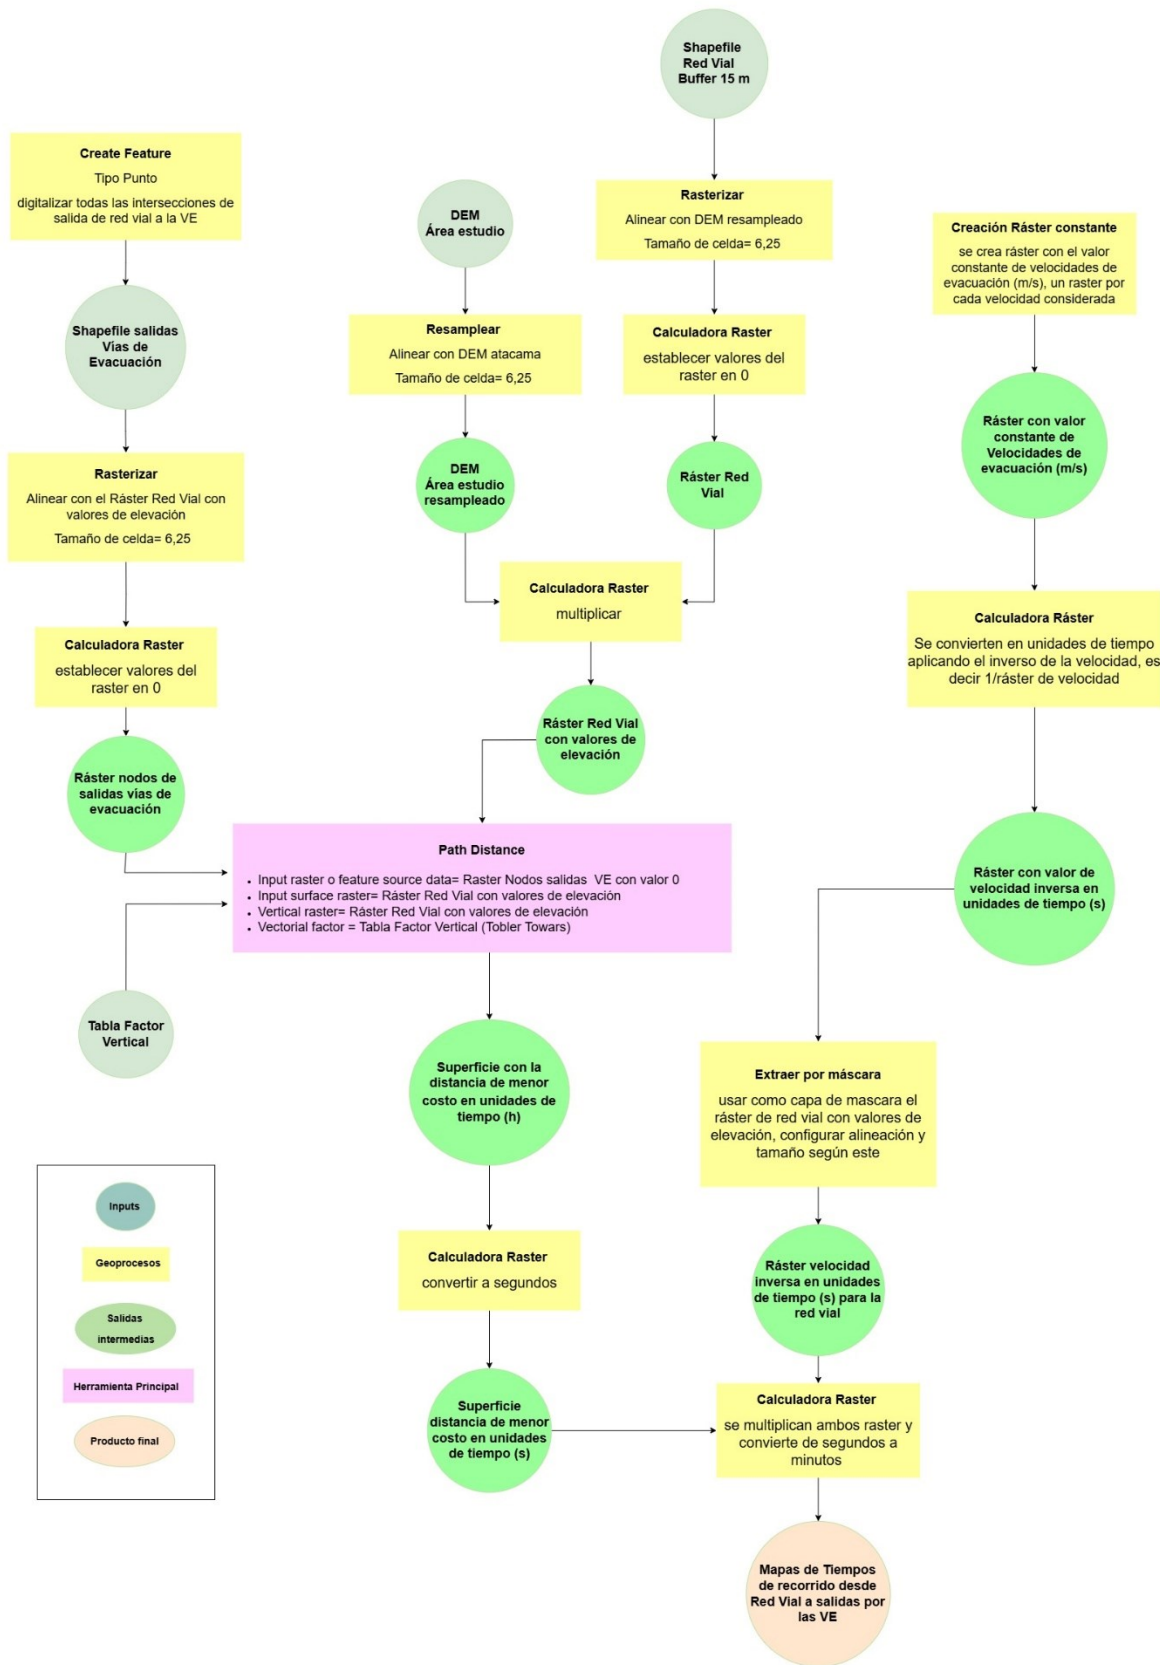 Shapefile
Red Vial
Buffer 15 m
Create Feature
Tipo Punto
digitalizar todas las intersecciones de
salida de red vial a la VE
DEM
Área estudio
Rasterizar
Alinear con DEM resampleado
Tamaño de celda= 6,25
Creación Ráster constante
se crea ráster con el valor
constante de velocidades de
evacuación (m/s), un raster por
cada velocidad considerada
Shapefile salidas
Vías de
Evacuación
Resamplear
Alinear con DEM atacama
Tamaño de celda= 6,25
Calculadora Raster
establecer valores del
raster en 0
Ráster con valor
constante de
Velocidades de
evacuación (m/s)
Rasterizar
Alinear con el Ráster Red Vial con
valores de elevación
Tamaño de celda= 6,25
DEM
Área estudio
resampleado
Ráster Red
Vial
Calculadora Raster
multiplicar
Calculadora Ráster
Se convierten en unidades de tiempo
aplicando el inverso de la velocidad, es
decir 1/ráster de velocidad
Calculadora Raster
establecer valores del
raster en 0
Ráster Red Vial
con valores de
elevación
Ráster nodos de
salidas vías de
evacuación
Path Distance
• Input raster o feature source data= Raster Nodos salidas VE con valor 0
• Input surface raster= Ráster Red Vial con valores de elevación
• Vertical raster= Ráster Red Vial con valores de elevación
• Vectorial factor = Tabla Factor Vertical (Tobler Towars)
Ráster con valor de
velocidad inversa en
unidades de tiempo (s)
Tabla Factor
Vertical
Superficie con la
distancia de menor
costo en unidades de
tiempo (h)
Extraer por máscara
usar como capa de mascara el
ráster de red vial con valores de
elevación, configurar alineación y
tamaño según este
Inputs
Geoprocesos
Salidas
intermedias
Herramienta Principal
Producto final
Calculadora Raster
convertir a segundos
Ráster velocidad
inversa en unidades
de tiempo (s) para la
red vial
Superficie
distancia de menor
costo en unidades
de tiempo (s)
Calculadora Raster
se multiplican ambos raster y
convierte de segundos a
minutos
Mapas de Tiempos
de recorrido desde
Red Vial a salidas por
las VE